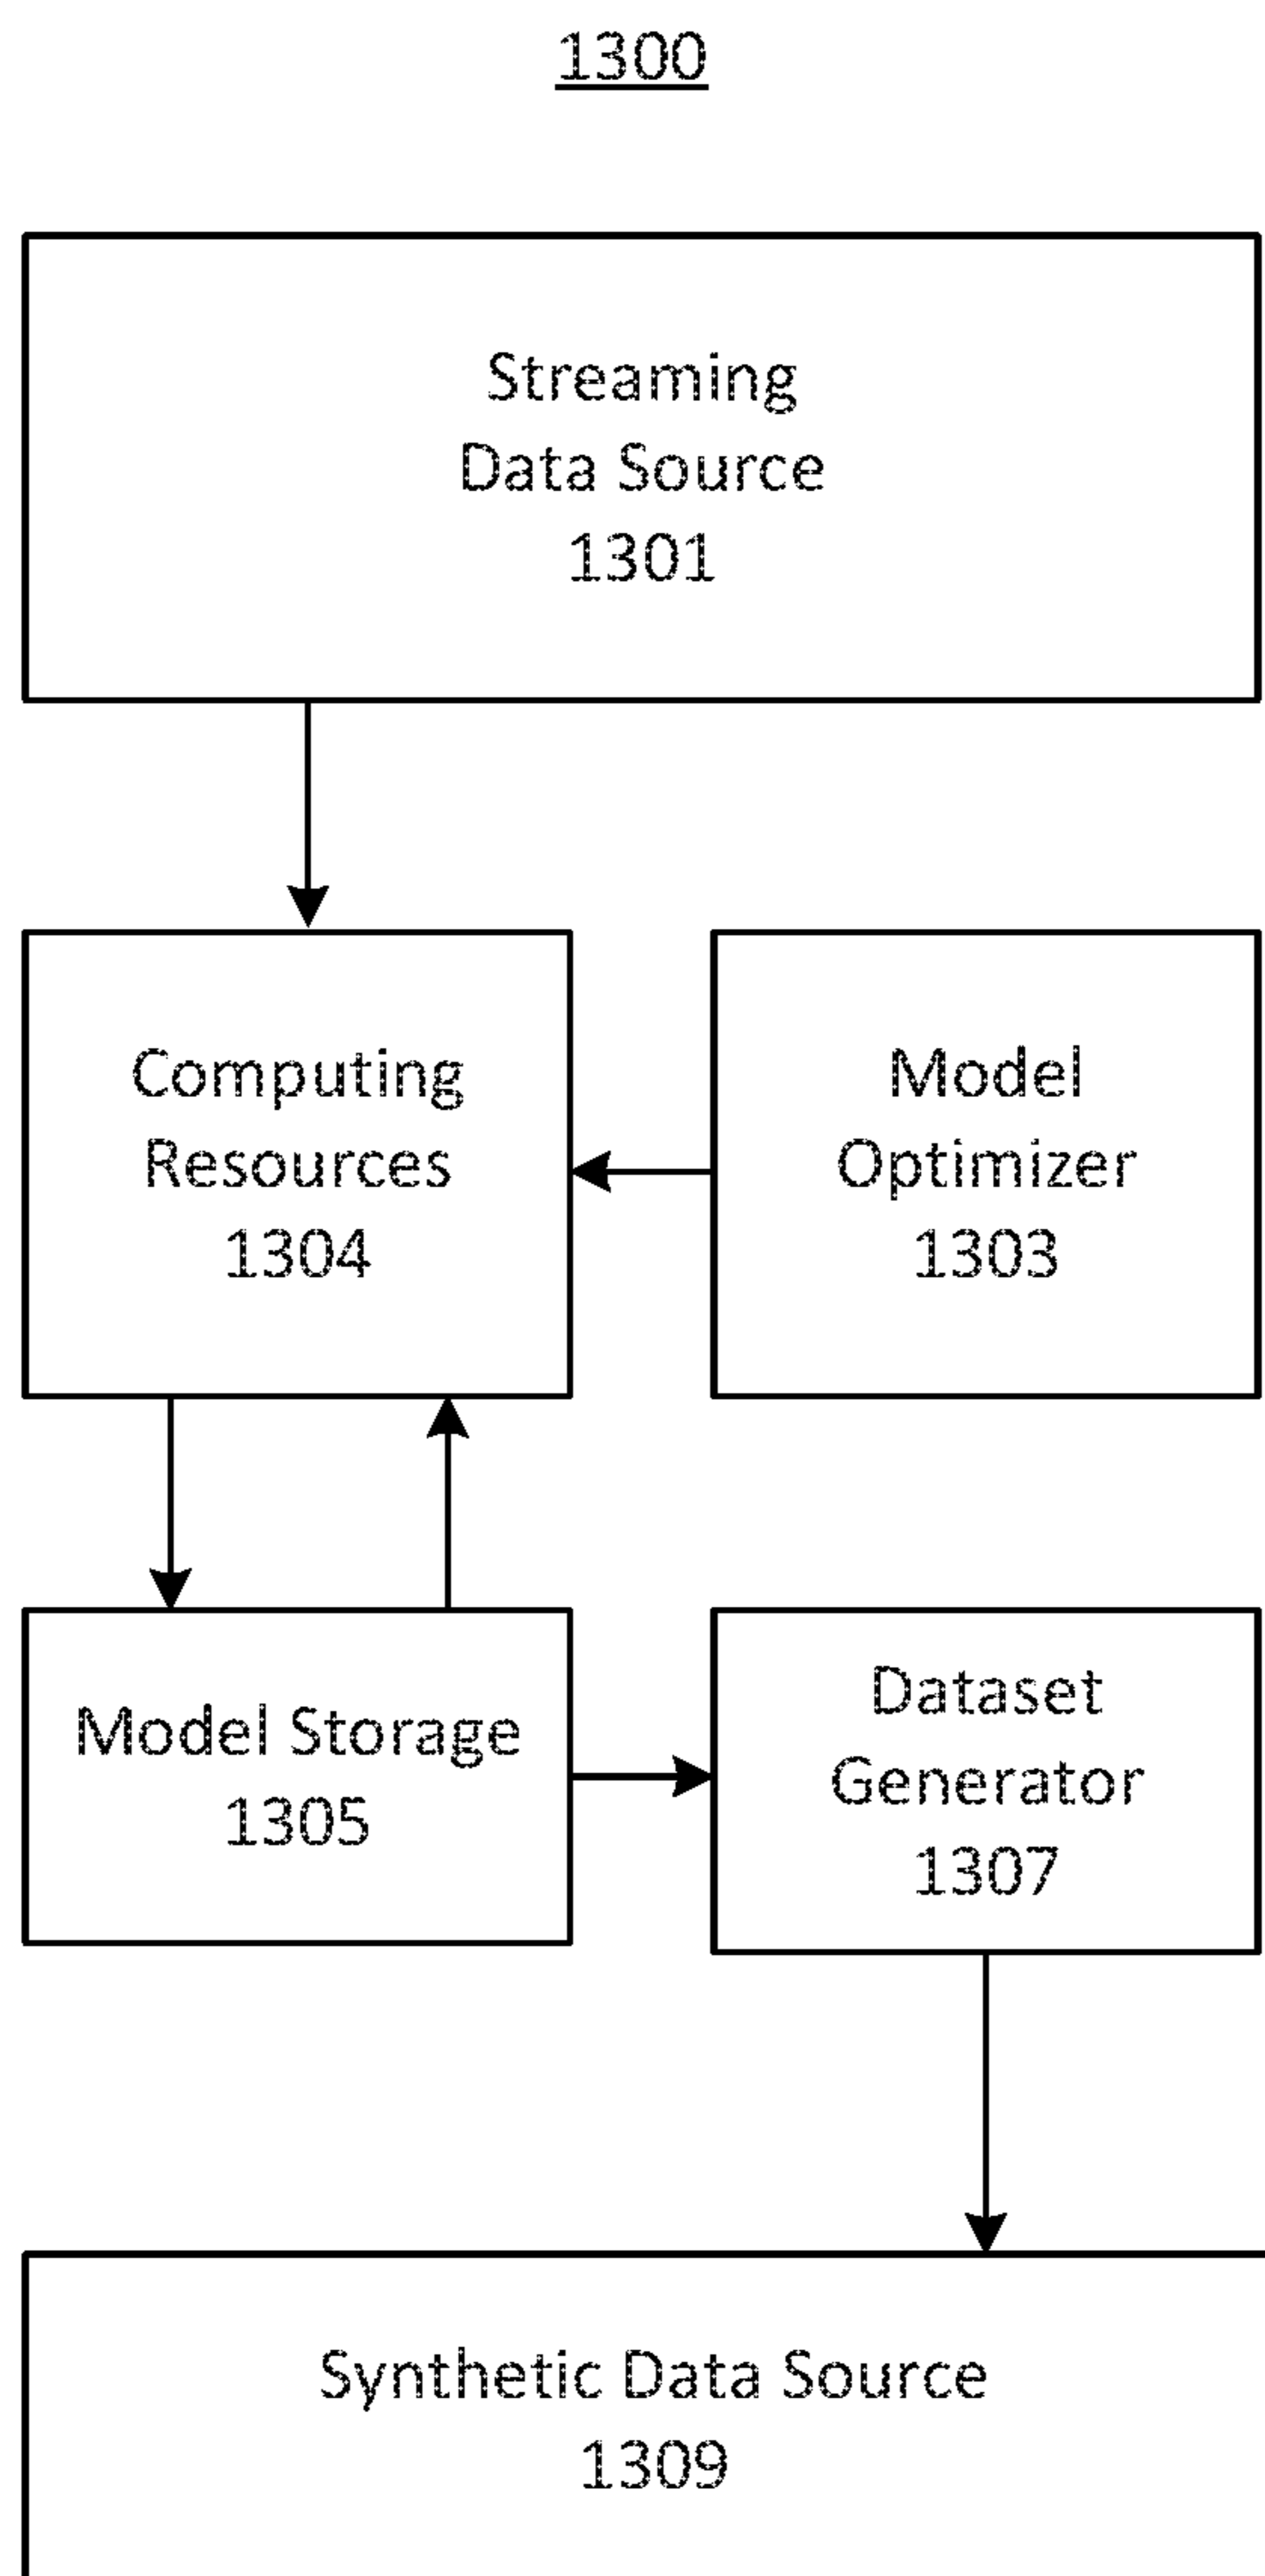 1300
Streaming
Data Source
1301
Computing
Resources
1304
Model
Optimizer
1303
Model Storage
1305
Dataset
Generator
1307
Synthetic Data Source
1309